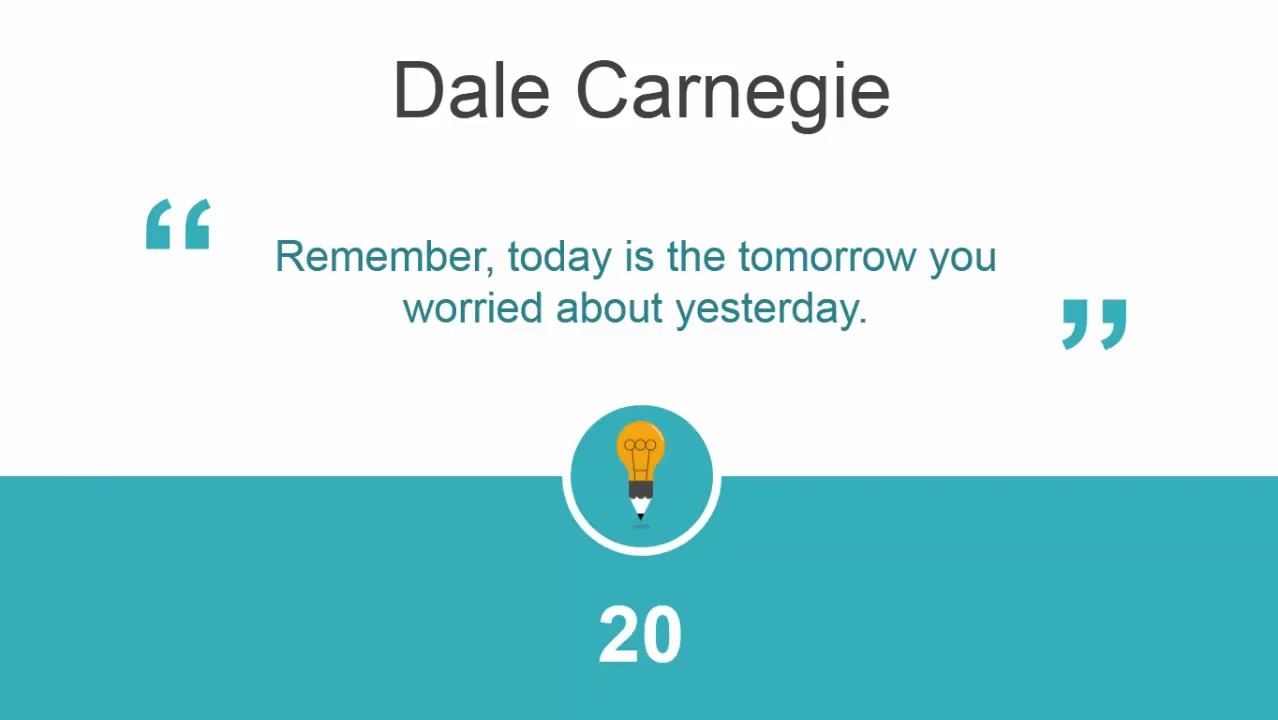 Dale Carnegie
“
Remember, today is the tomorrow you
worried about yesterday.
”
20